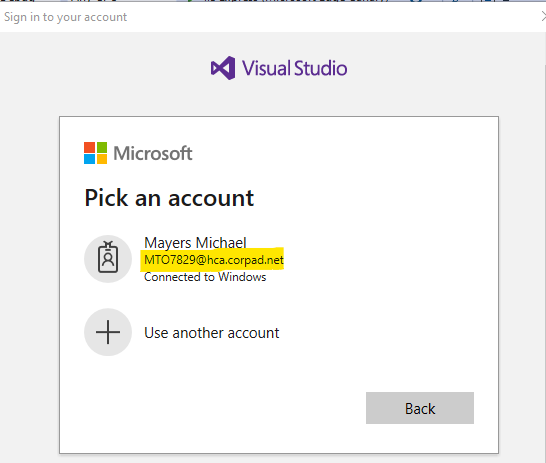 Sign in to your account
Visual Studio
Microsoft
Pick an account
Mayers Michael
MTO7829@hca.corpad.net
Connected to Windows
Use another account
Back